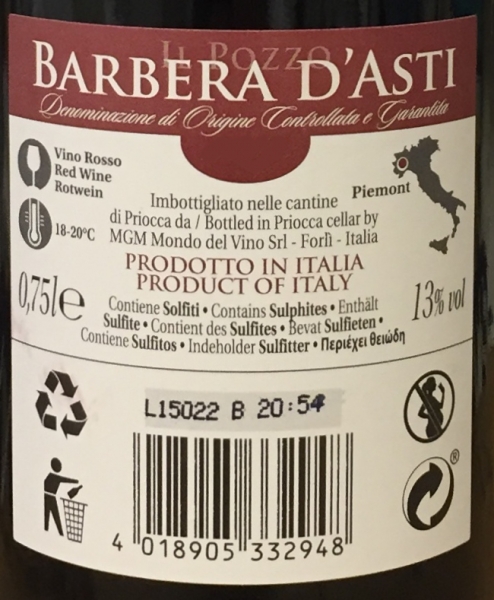 IL POZZO
BARBERA D'ASTI
Denominazione di Origine Controllata e Garantita
Vino Rosso
Red Wine
Rotwein
18-20°C
Piemont
Imbottigliato nelle cantine
di Priocca da / Bottled in Priocca cellar by
MGM Mondo del Vino Srl - Forlì - Italia
PRODOTTO IN ITALIA
PRODUCT OF ITALY
0,75l e
13% vol
Contiene Solfiti • Contains Sulphites • Enthält
Sulfite • Contient des Sulfites • Bevat Sulfieten •
Contiene Sulfitos • Indeholder Sulfitter • Περιέχει θειώδη
L15022 B 20:54
®
4 018905 332948